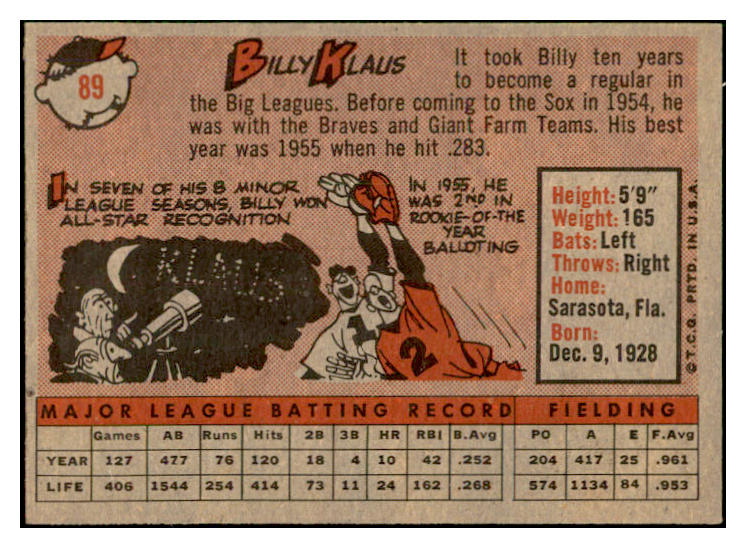 89
BILLY KLAUS
It took Billy ten years
to become a regular in
the Big Leagues. Before coming to the Sox in 1954, he
was with the Braves and Giant Farm Teams. His best
year was 1955 when he hit .283.
IN SEVEN OF HIS 8 MINOR
LEAGUE SEASONS, BILLY WON
ALL-STAR RECOGNITION
KLAUS
IN 1955, HE
WAS 2ND IN
ROOKIE-OF-THE
YEAR
BALLOTING
1
2
Height: 5'9"
Weight: 165
Bats: Left
Throws: Right
Home:
Sarasota, Fla.
Born:
Dec. 9, 1928
©T.C.G. PRTD. IN U.S.A.
MAJOR LEAGUE BATTING RECORD FIELDING
Games AB Runs Hits 2B 3B HR RBI B.Avg PO A E F.Avg
YEAR 127 477 76 120 18 4 10 42 .252 204 417 25 .961
LIFE 406 1544 254 414 73 11 24 162 .268 574 1134 84 .953